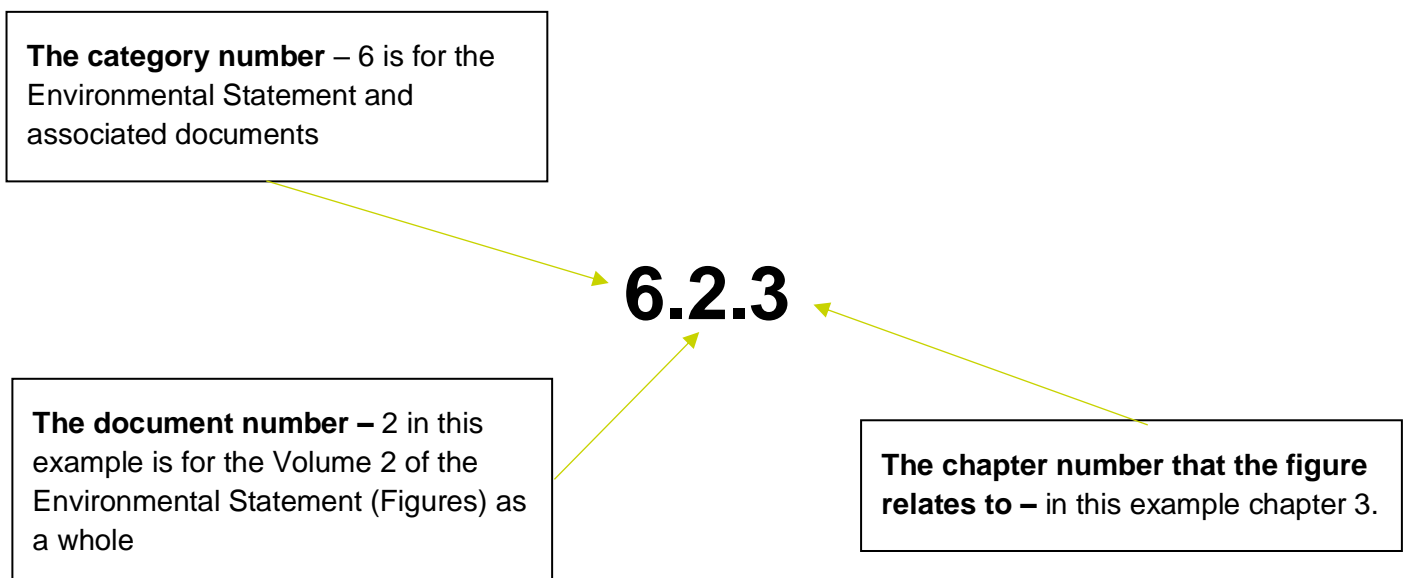 The category number – 6 is for the
Environmental Statement and
associated documents
6.2.3
The document number – 2 in this
example is for the Volume 2 of the
Environmental Statement (Figures) as
a whole
The chapter number that the figure
relates to – in this example chapter 3.